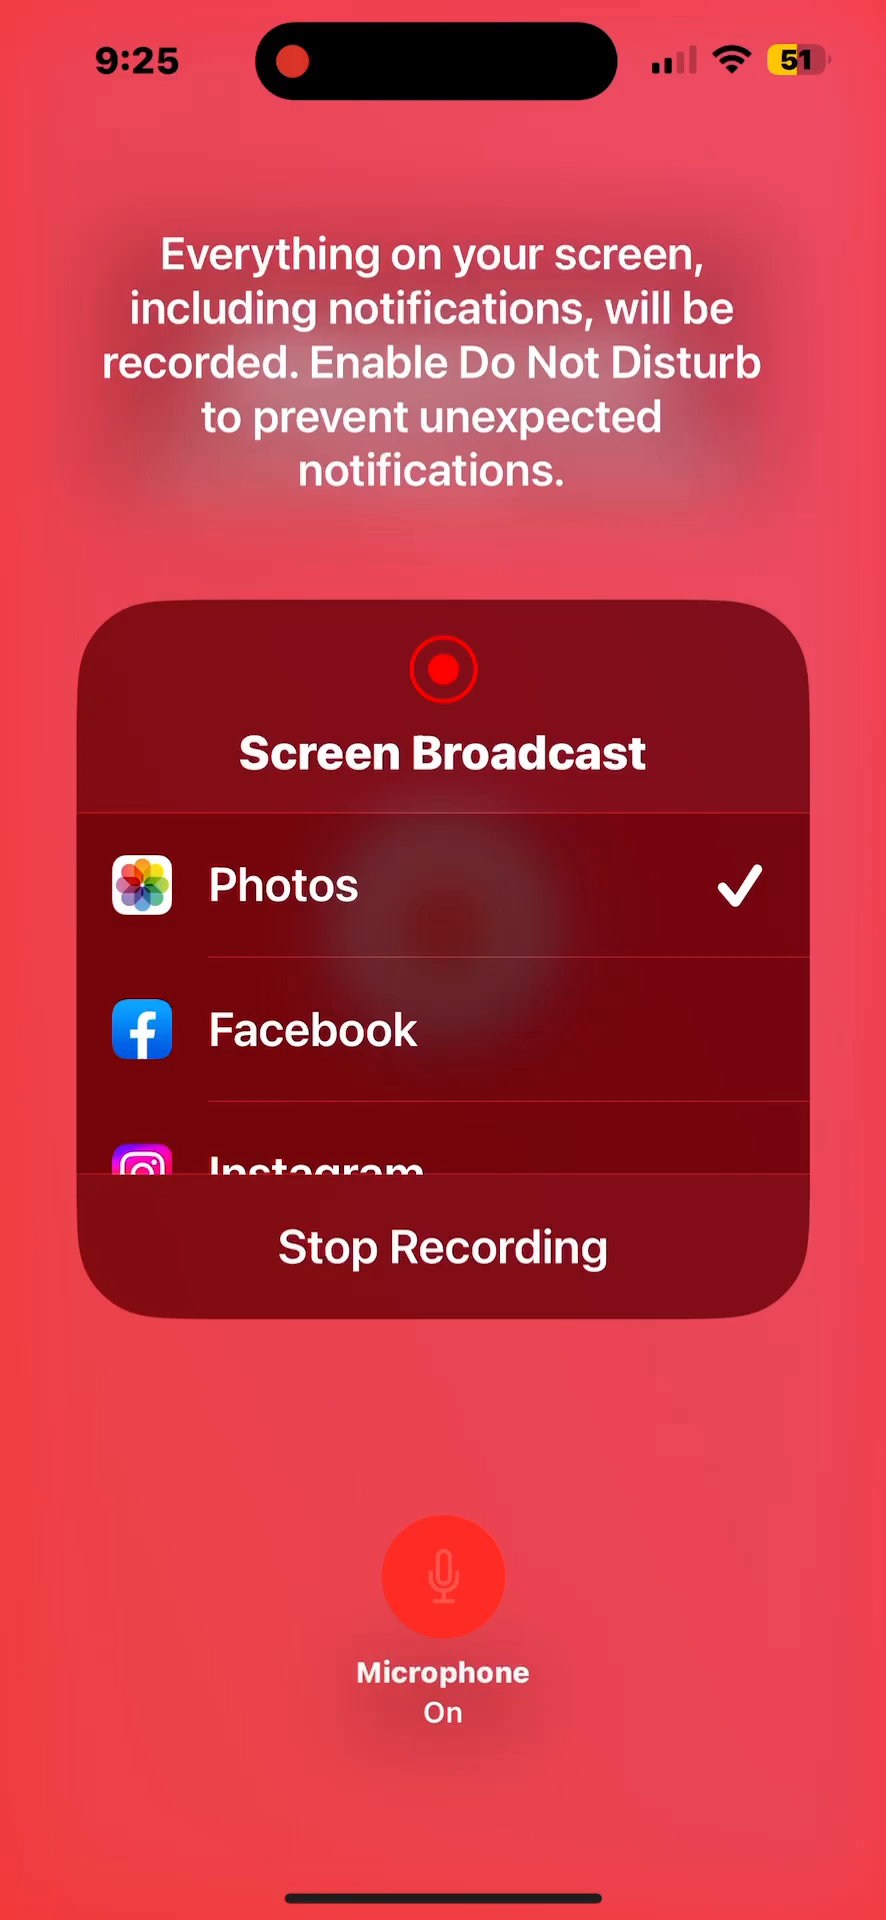 9:25
51
Everything on your screen,
including notifications, will be
recorded. Enable Do Not Disturb
to prevent unexpected
notifications.
Screen Broadcast
Photos
Facebook
Instagram
Stop Recording
Microphone
On